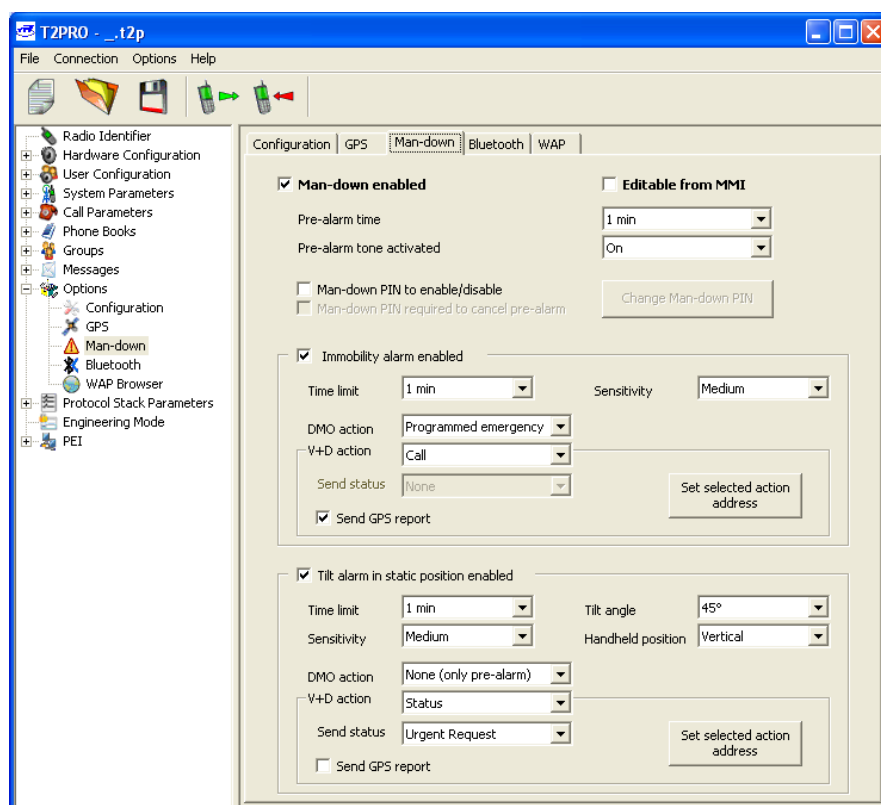 T2PRO - _.t2p
File Connection Options Help
Radio Identifier
Hardware Configuration
User Configuration
System Parameters
Call Parameters
Phone Books
Groups
Messages
Options
Configuration
GPS
Man-down
Bluetooth
WAP Browser
Protocol Stack Parameters
Engineering Mode
PEI
Configuration GPS Man-down Bluetooth WAP
Man-down enabled Editable from MMI
Pre-alarm time 1 min
Pre-alarm tone activated On
Man-down PIN to enable/disable
Man-down PIN required to cancel pre-alarm
Change Man-down PIN
Immobility alarm enabled
Time limit 1 min Sensitivity Medium
DMO action Programmed emergency
V+D action Call
Send status None
Set selected action
address
Send GPS report
Tilt alarm in static position enabled
Time limit 1 min Tilt angle 45°
Sensitivity Medium Handheld position Vertical
DMO action None (only pre-alarm)
V+D action Status
Send status Urgent Request
Set selected action
address
Send GPS report